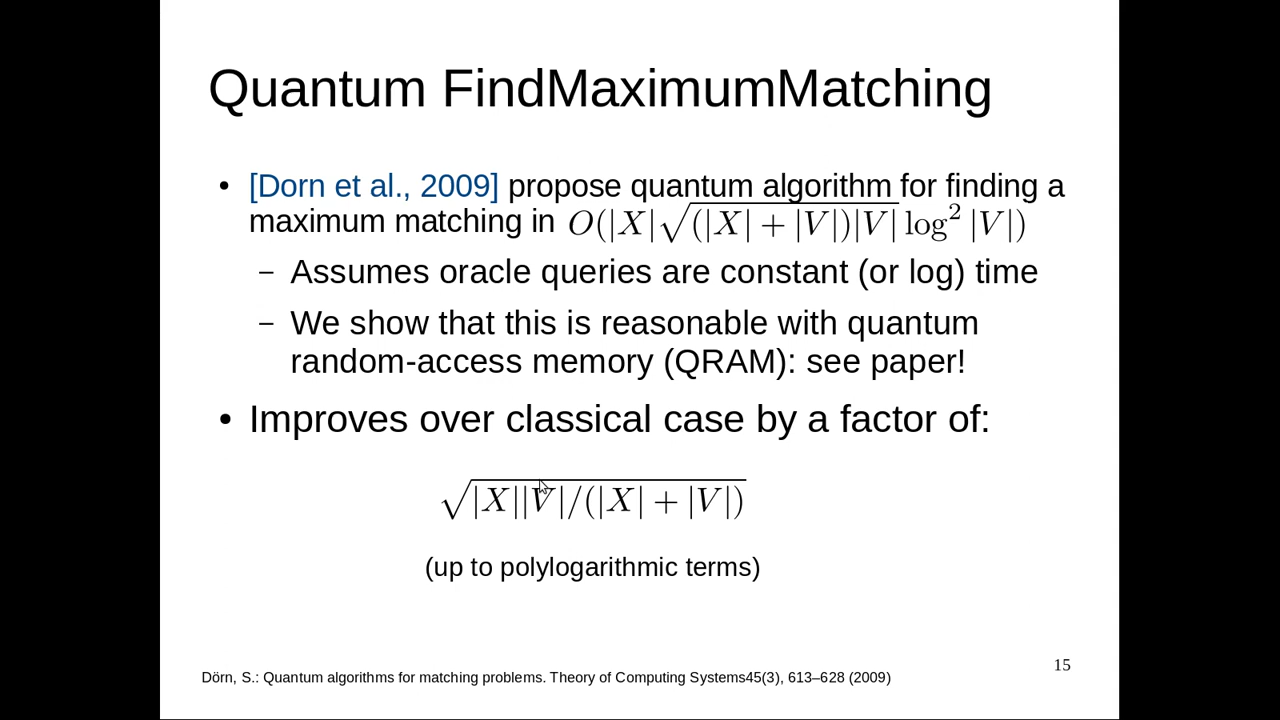 Quantum FindMaximumMatching
• [Dorn et al., 2009] propose quantum algorithm for finding a
maximum matching in O(|X|√(|X| + |V|)|V| log² |V|)
– Assumes oracle queries are constant (or log) time
– We show that this is reasonable with quantum
random-access memory (QRAM): see paper!
• Improves over classical case by a factor of:
√|X||V|/(|X| + |V|)
(up to polylogarithmic terms)
15
Dörn, S.: Quantum algorithms for matching problems. Theory of Computing Systems45(3), 613–628 (2009)